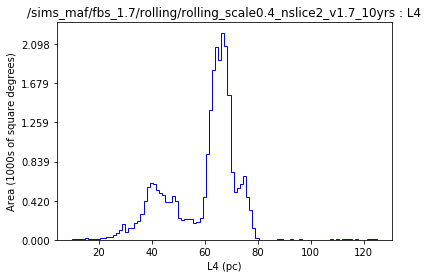 /sims_maf/fbs_1.7/rolling/rolling_scale0.4_nslice2_v1.7_10yrs : L4
Area (1000s of square degrees)
2.098
1.679
1.259
0.839
0.420
0.000
20 40 60 80 100 120
L4 (pc)